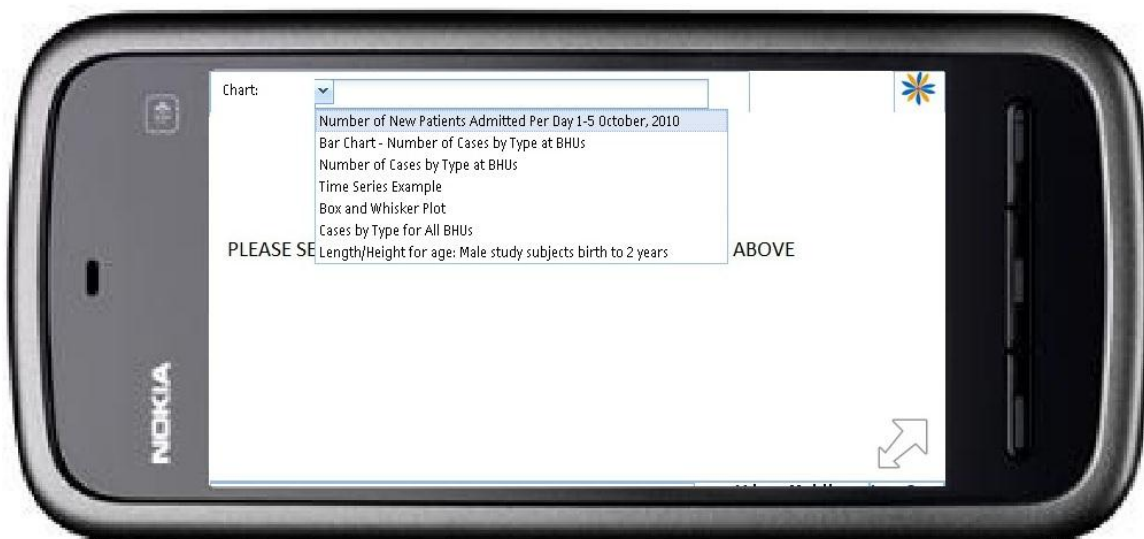 Chart:
Number of New Patients Admitted Per Day 1-5 October, 2010
Bar Chart - Number of Cases by Type at BHUs
Number of Cases by Type at BHUs
Time Series Example
Box and Whisker Plot
Cases by Type for All BHUs
Length/Height for age: Male study subjects birth to 2 years
PLEASE SE ABOVE
NOKIA